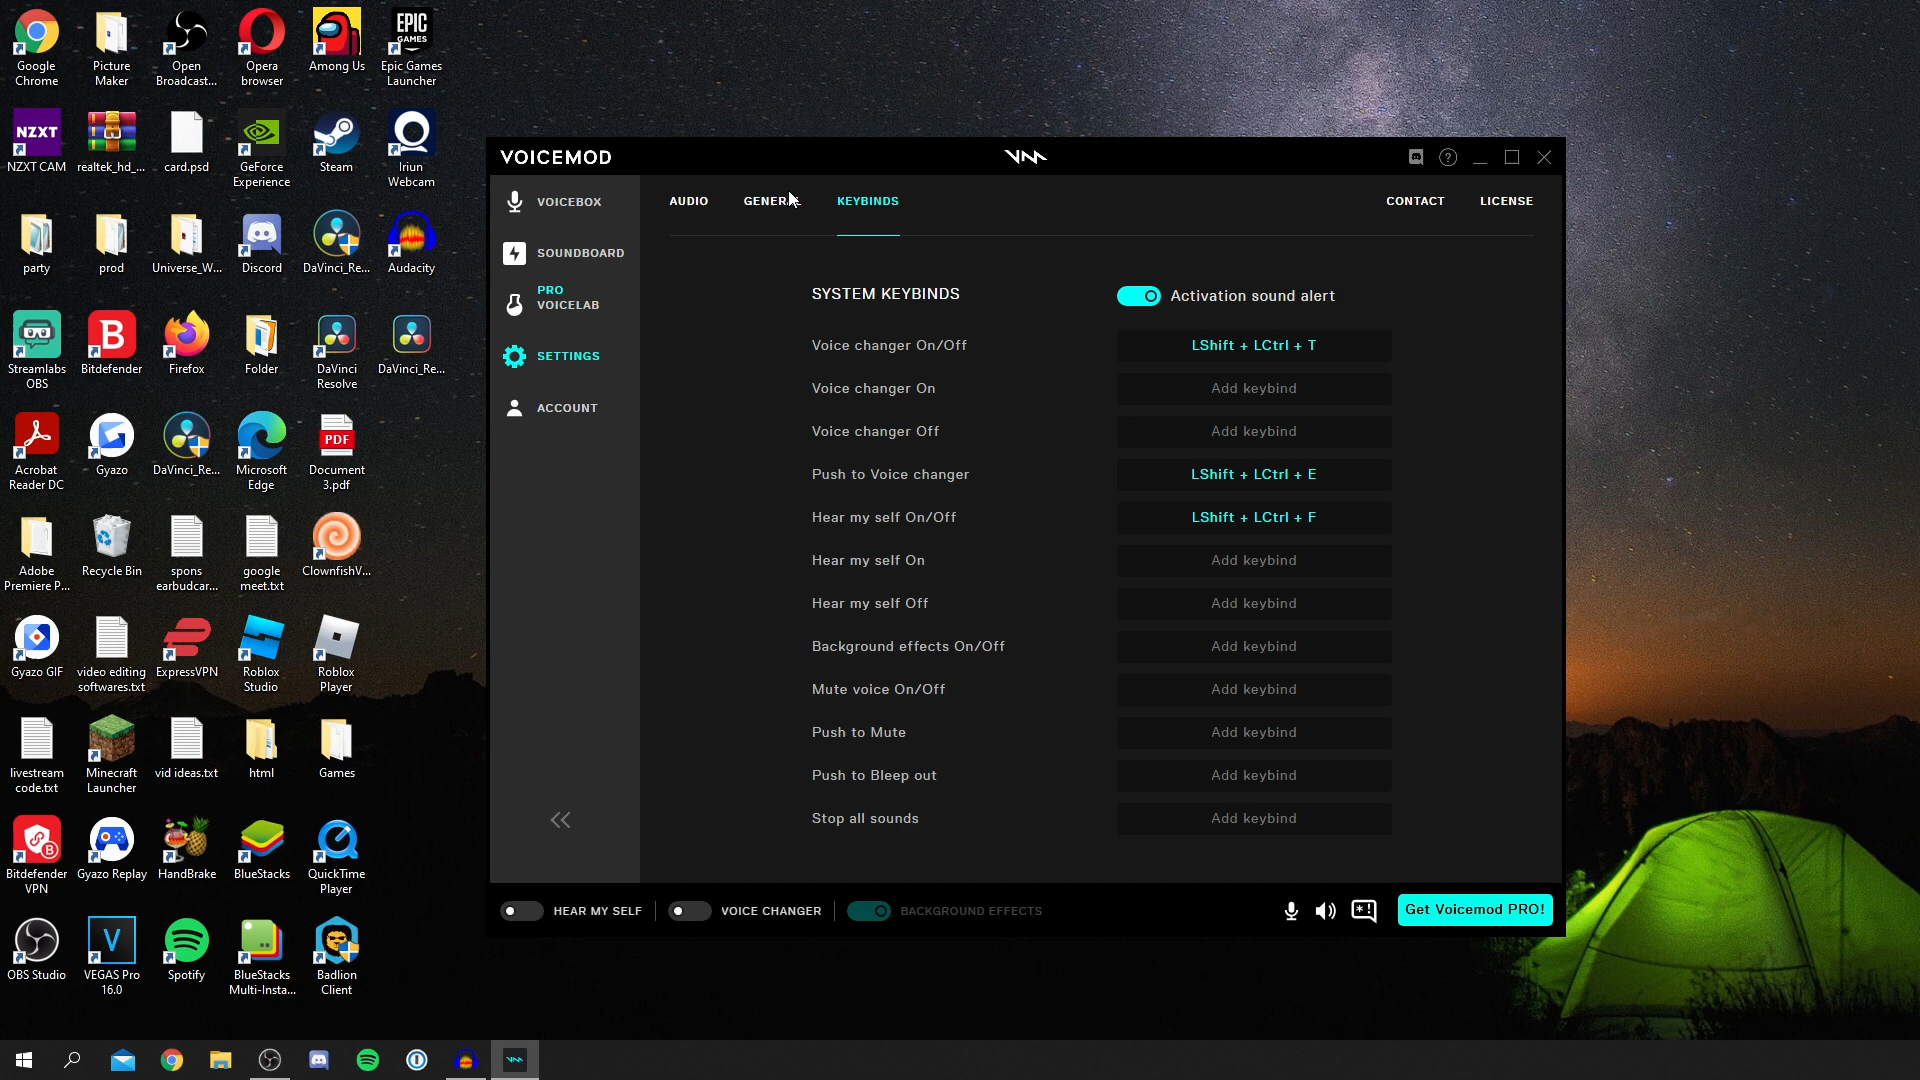 Google
Chrome
Picture
Maker
Open
Broadcast...
Opera
browser
Among Us
EPIC
GAMES
Epic Games
Launcher
NZXT
NZXT CAM
realtek_hd_...
card.psd
GeForce
Experience
Steam
Iriun
Webcam
party
prod
Universe_W...
Discord
DaVinci_Re...
Audacity
Streamlabs
OBS
B
Bitdefender
Firefox
Folder
DaVinci
Resolve
DaVinci_Re...
Acrobat
Reader DC
Gyazo
DaVinci_Re...
Microsoft
Edge
PDF
Document
3.pdf
Adobe
Premiere P...
Recycle Bin
spons
earbudcar...
google
meet.txt
ClownfishV...
Gyazo GIF
video editing
softwares.txt
ExpressVPN
Roblox
Studio
Roblox
Player
livestream
code.txt
Minecraft
Launcher
vid ideas.txt
html
Games
B
Bitdefender
VPN
Gyazo Replay
HandBrake
BlueStacks
QuickTime
Player
OBS Studio
V
VEGAS Pro
16.0
Spotify
BlueStacks
Multi-Insta...
Badlion
Client
VOICEMOD
?
VOICEBOX
SOUNDBOARD
PRO
VOICELAB
SETTINGS
ACCOUNT
AUDIO GENERAL KEYBINDS CONTACT LICENSE
SYSTEM KEYBINDS Activation sound alert
Voice changer On/Off LShift + LCtrl + T
Voice changer On Add keybind
Voice changer Off Add keybind
Push to Voice changer LShift + LCtrl + E
Hear my self On/Off LShift + LCtrl + F
Hear my self On Add keybind
Hear my self Off Add keybind
Background effects On/Off Add keybind
Mute voice On/Off Add keybind
Push to Mute Add keybind
Push to Bleep out Add keybind
Stop all sounds Add keybind
HEAR MY SELF VOICE CHANGER BACKGROUND EFFECTS *! Get Voicemod PRO!